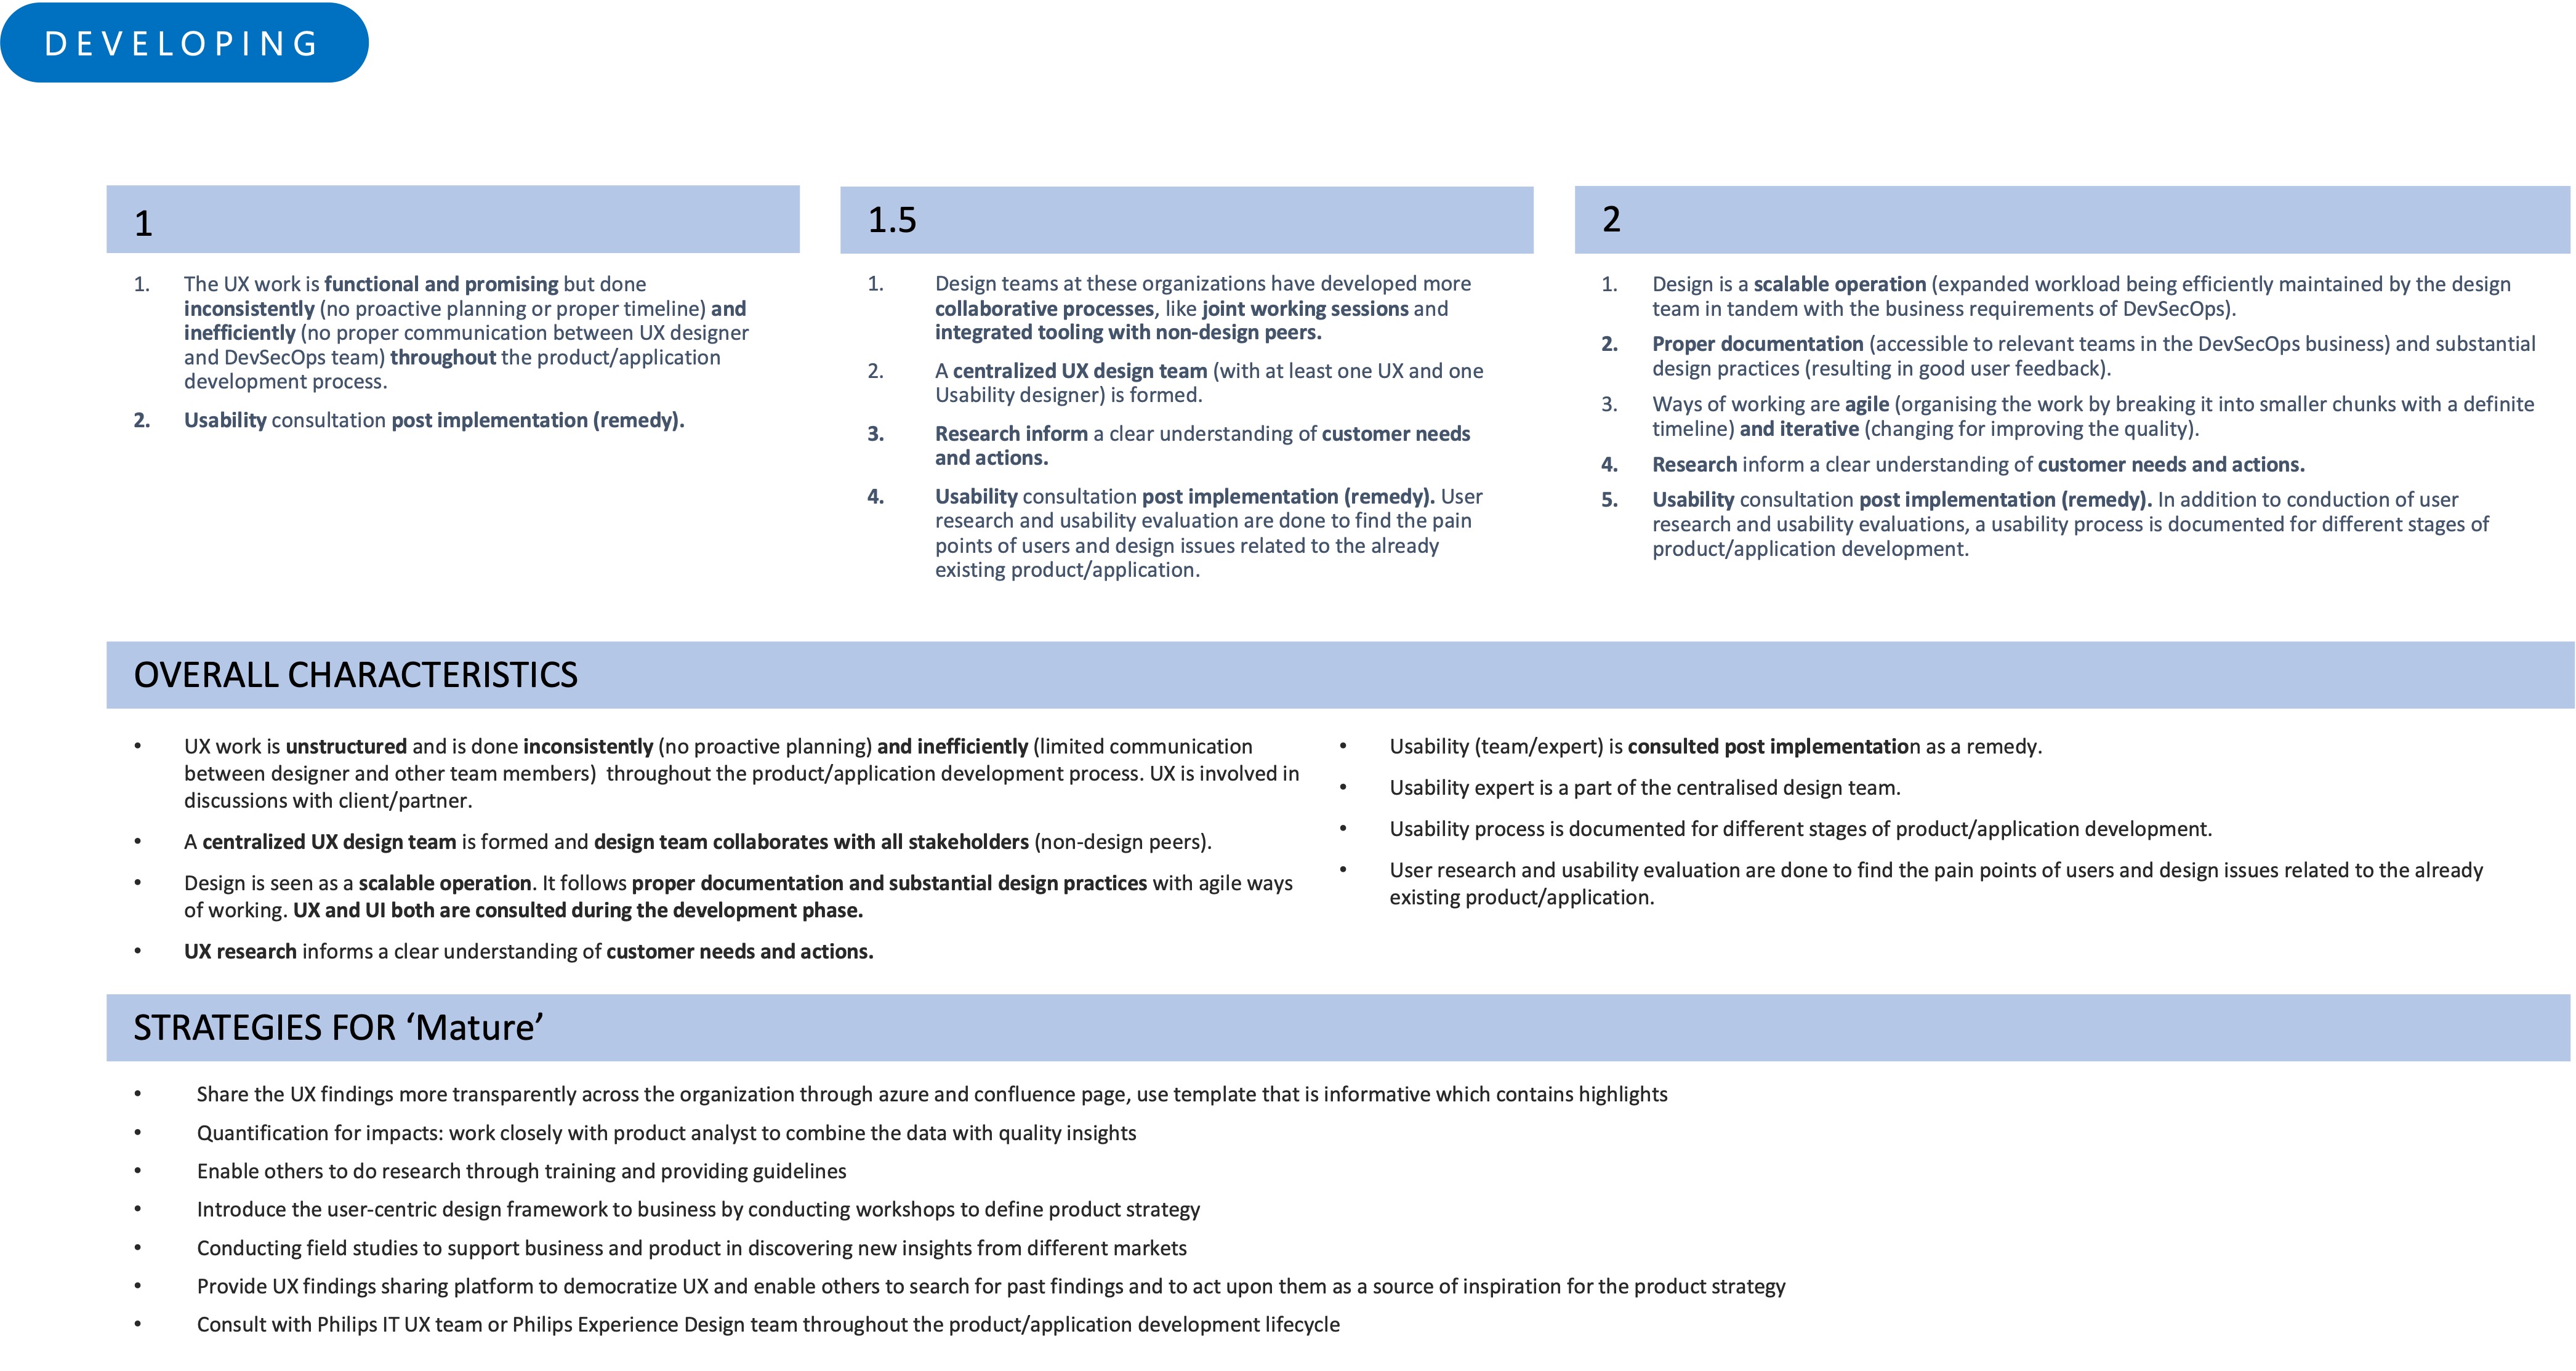 DEVELOPING
1
1. The UX work is functional and promising but done
inconsistently (no proactive planning or proper timeline) and
inefficiently (no proper communication between UX designer
and DevSecOps team) throughout the product/application
development process.
2. Usability consultation post implementation (remedy).
1.5
1. Design teams at these organizations have developed more
collaborative processes, like joint working sessions and
integrated tooling with non-design peers.
2. A centralized UX design team (with at least one UX and one
Usability designer) is formed.
3. Research inform a clear understanding of customer needs
and actions.
4. Usability consultation post implementation (remedy). User
research and usability evaluation are done to find the pain
points of users and design issues related to the already
existing product/application.
2
1. Design is a scalable operation (expanded workload being efficiently maintained by the design
team in tandem with the business requirements of DevSecOps).
2. Proper documentation (accessible to relevant teams in the DevSecOps business) and substantial
design practices (resulting in good user feedback).
3. Ways of working are agile (organising the work by breaking it into smaller chunks with a definite
timeline) and iterative (changing for improving the quality).
4. Research inform a clear understanding of customer needs and actions.
5. Usability consultation post implementation (remedy). In addition to conduction of user
research and usability evaluations, a usability process is documented for different stages of
product/application development.
OVERALL CHARACTERISTICS
• UX work is unstructured and is done inconsistently (no proactive planning) and inefficiently (limited communication
between designer and other team members) throughout the product/application development process. UX is involved in
discussions with client/partner.
• A centralized UX design team is formed and design team collaborates with all stakeholders (non-design peers).
• Design is seen as a scalable operation. It follows proper documentation and substantial design practices with agile ways
of working. UX and UI both are consulted during the development phase.
• UX research informs a clear understanding of customer needs and actions.
• Usability (team/expert) is consulted post implementation as a remedy.
• Usability expert is a part of the centralised design team.
• Usability process is documented for different stages of product/application development.
• User research and usability evaluation are done to find the pain points of users and design issues related to the already
existing product/application.
STRATEGIES FOR ‘Mature’
• Share the UX findings more transparently across the organization through azure and confluence page, use template that is informative which contains highlights
• Quantification for impacts: work closely with product analyst to combine the data with quality insights
• Enable others to do research through training and providing guidelines
• Introduce the user-centric design framework to business by conducting workshops to define product strategy
• Conducting field studies to support business and product in discovering new insights from different markets
• Provide UX findings sharing platform to democratize UX and enable others to search for past findings and to act upon them as a source of inspiration for the product strategy
• Consult with Philips IT UX team or Philips Experience Design team throughout the product/application development lifecycle